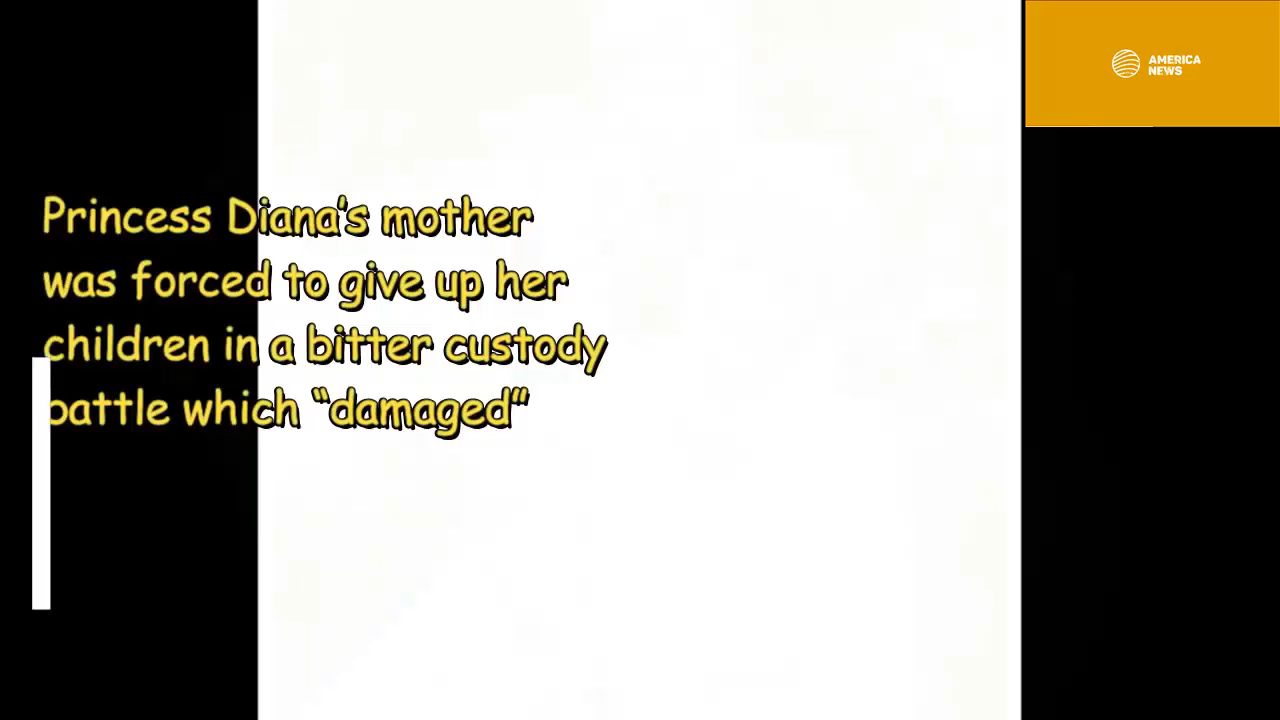 AMERICA
NEWS
Princess Diana’s mother
was forced to give up her
children in a bitter custody
battle which “damaged”